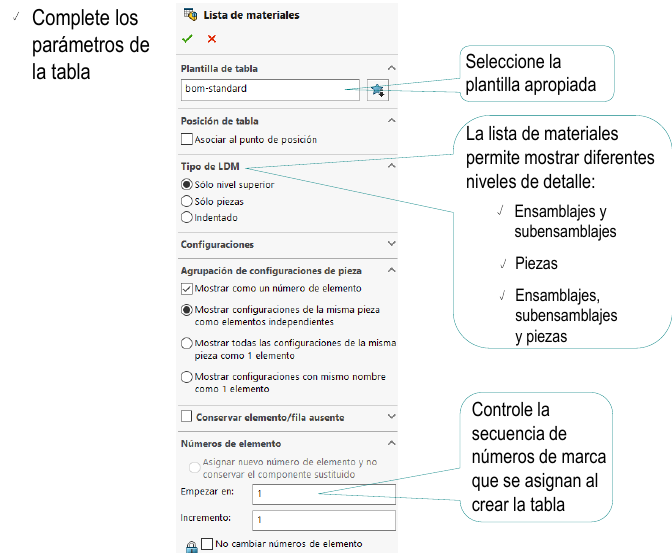 ✓ Complete los
parámetros de
la tabla
Lista de materiales
Plantilla de tabla
bom-standard
Posición de tabla
Asociar al punto de posición
Tipo de LDM
Sólo nivel superior
Sólo piezas
Indentado
Configuraciones
Agrupación de configuraciones de pieza
Mostrar como un número de elemento
Mostrar configuraciones de la misma pieza
como elementos independientes
Mostrar todas las configuraciones de la misma
pieza como 1 elemento
Mostrar configuraciones con mismo nombre
como 1 elemento
Conservar elemento/fila ausente
Números de elemento
Asignar nuevo número de elemento y no
conservar el componente sustituido
Empezar en: 1
Incremento: 1
No cambiar números de elemento
Seleccione la
plantilla apropiada
La lista de materiales
permite mostrar diferentes
niveles de detalle:
✓ Ensamblajes y
subensamblajes
✓ Piezas
✓ Ensamblajes,
subensamblajes
y piezas
Controle la
secuencia de
números de marca
que se asignan al
crear la tabla